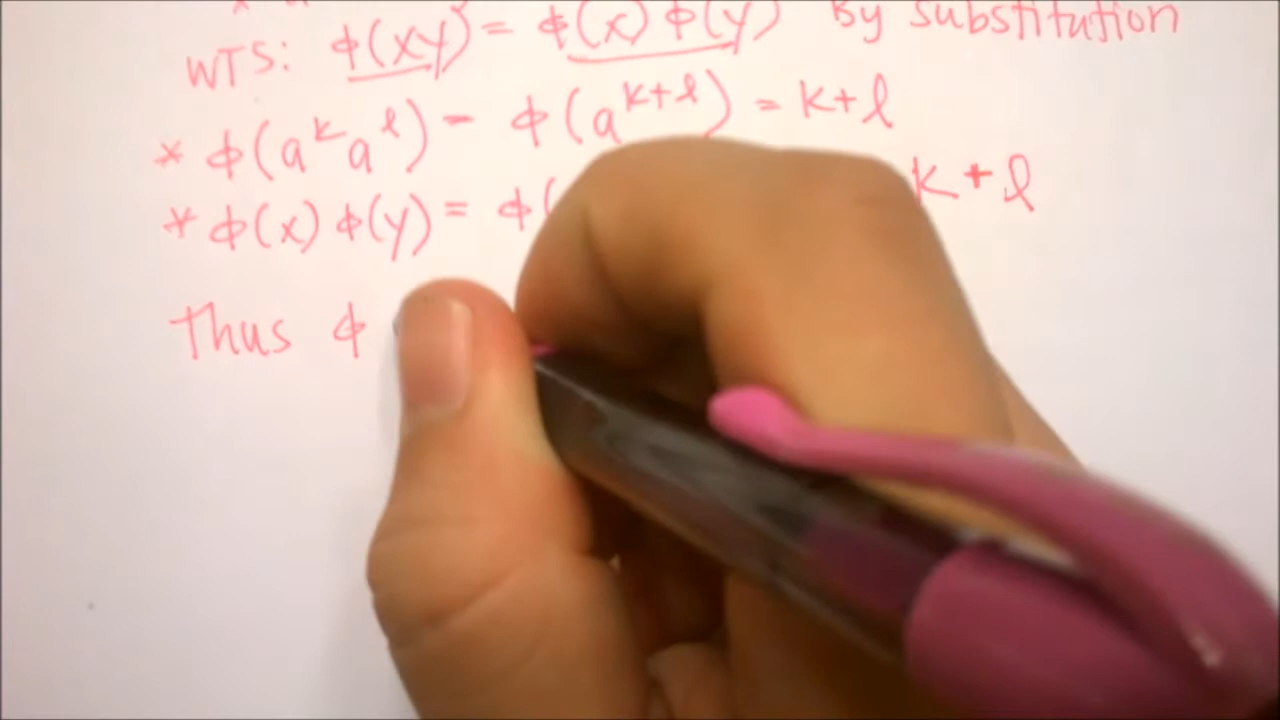 WTS: ϕ(xy) = ϕ(x) ϕ(y) By substitution
* ϕ(a^k a^l) = ϕ(a^{k+l}) = k+l
* ϕ(x) ϕ(y) = ϕ( k + l
Thus ϕ